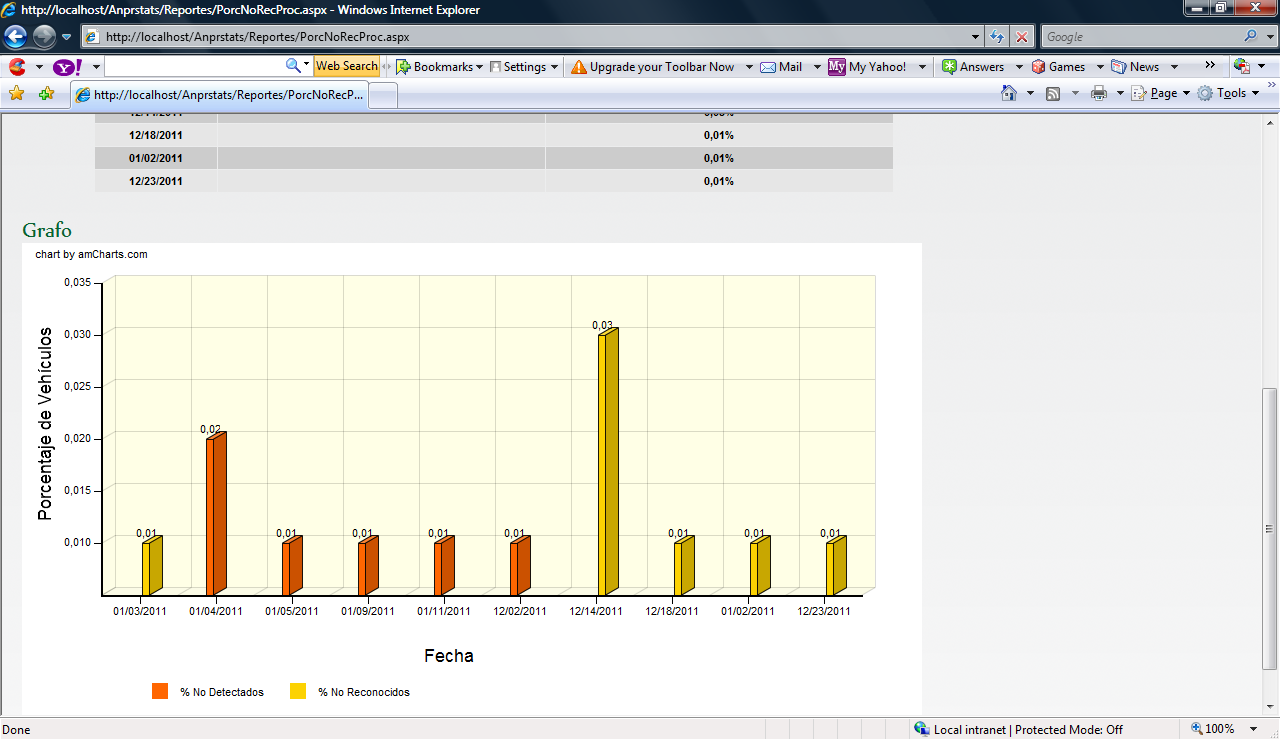 http://localhost/Anprstats/Reportes/PorcNoRecProc.aspx - Windows Internet Explorer
http://localhost/Anprstats/Reportes/PorcNoRecProc.aspx
Google
Y! Web Search Bookmarks Settings Upgrade your Toolbar Now Mail My My Yahoo! Answers Games News
http://localhost/Anprstats/Reportes/PorcNoRecP... Page Tools
12/18/2011 0,01%
01/02/2011 0,01%
12/23/2011 0,01%
Grafo
chart by amCharts.com
Porcentaje de Vehículos
0,035
0,030
0,025
0,020
0,015
0,010
0,01 0,02 0,01 0,01 0,01 0,01 0,03 0,01 0,01 0,01
01/03/2011 01/04/2011 01/05/2011 01/09/2011 01/11/2011 12/02/2011 12/14/2011 12/18/2011 01/02/2011 12/23/2011
Fecha
% No Detectados % No Reconocidos
Done Local intranet | Protected Mode: Off 100%